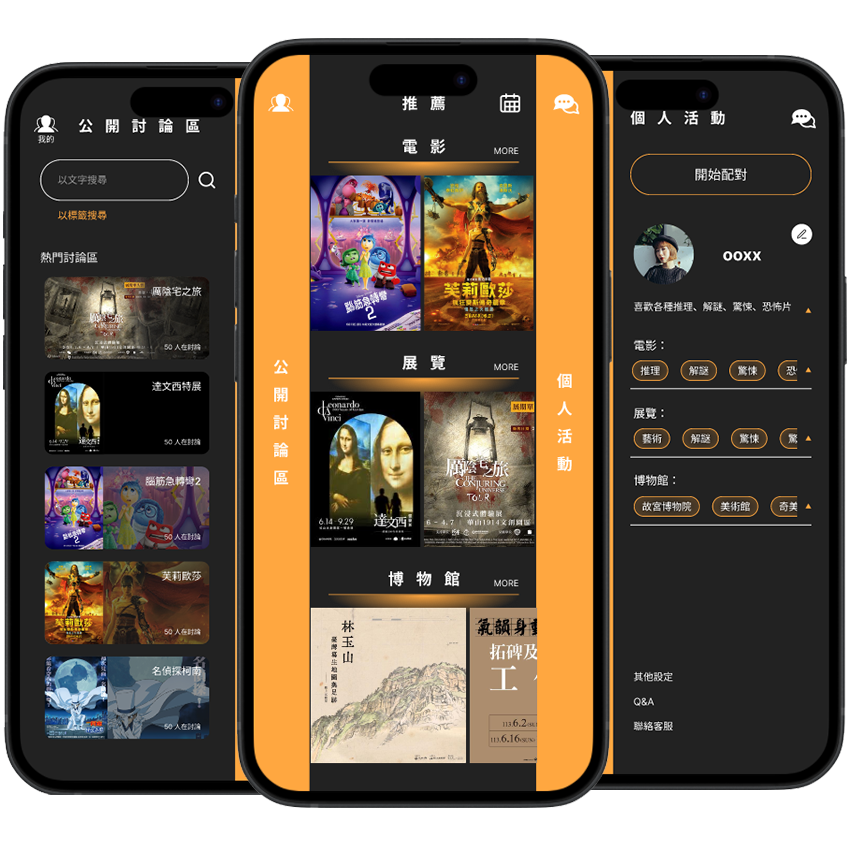 公開討論區
我的
以文字搜尋
以標籤搜尋
熱門討論區
厲陰宅之旅
50 人在討論
達文西特展
50 人在討論
腦筋急轉彎2
50 人在討論
芙莉歐莎
50 人在討論
名偵探柯南
50 人在討論
公開討論區
推薦
電影
MORE
腦筋急轉彎
2
芙莉歐莎
展覽
MORE
Leonardo
da Vinci
6.14 9.29
達文西
厲陰宅之旅
THE
CONJURING
UNIVERSE
TOUR
沉浸式體驗展
6 - 4.7 | 華山1914文創園區
博物館
MORE
林玉山
臺灣寫生地圖與足跡
拓碑及
工
113.6.2
113.6.16
個人活動
個人活動
開始配對
ooxx
喜歡各種推理、解謎、驚悚、恐怖片
電影：
推理
解謎
驚悚
恐
展覽：
藝術
解謎
驚悚
驚
博物館：
故宮博物院
美術館
奇美
其他設定
Q&A
聯絡客服